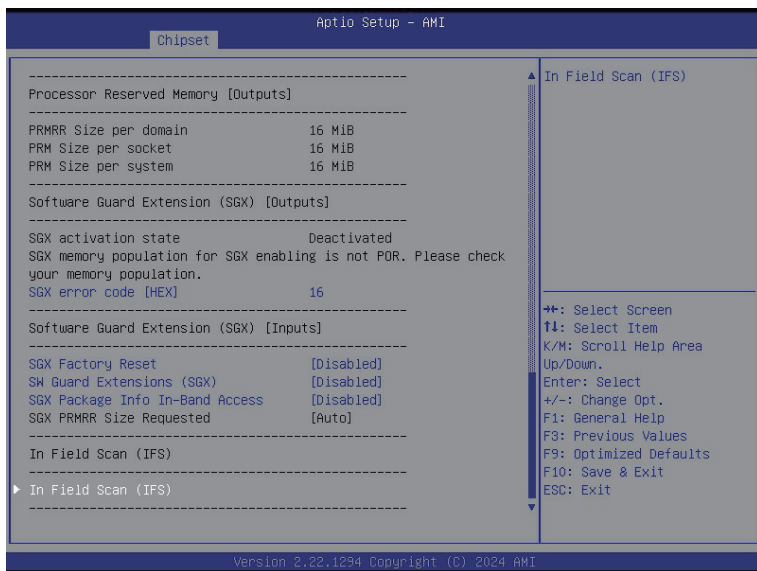 Aptio Setup – AMI
Chipset
Processor Reserved Memory [Outputs]
PRMRR Size per domain 16 MiB
PRM Size per socket 16 MiB
PRM Size per system 16 MiB
Software Guard Extension (SGX) [Outputs]
SGX activation state Deactivated
SGX memory population for SGX enabling is not POR. Please check
your memory population.
SGX error code [HEX] 16
Software Guard Extension (SGX) [Inputs]
SGX Factory Reset [Disabled]
SW Guard Extensions (SGX) [Disabled]
SGX Package Info In-Band Access [Disabled]
SGX PRMRR Size Requested [Auto]
In Field Scan (IFS)
In Field Scan (IFS)
In Field Scan (IFS)
→←: Select Screen
↑↓: Select Item
K/M: Scroll Help Area
Up/Down.
Enter: Select
+/-: Change Opt.
F1: General Help
F3: Previous Values
F9: Optimized Defaults
F10: Save & Exit
ESC: Exit
Version 2.22.1294 Copyright (C) 2024 AMI